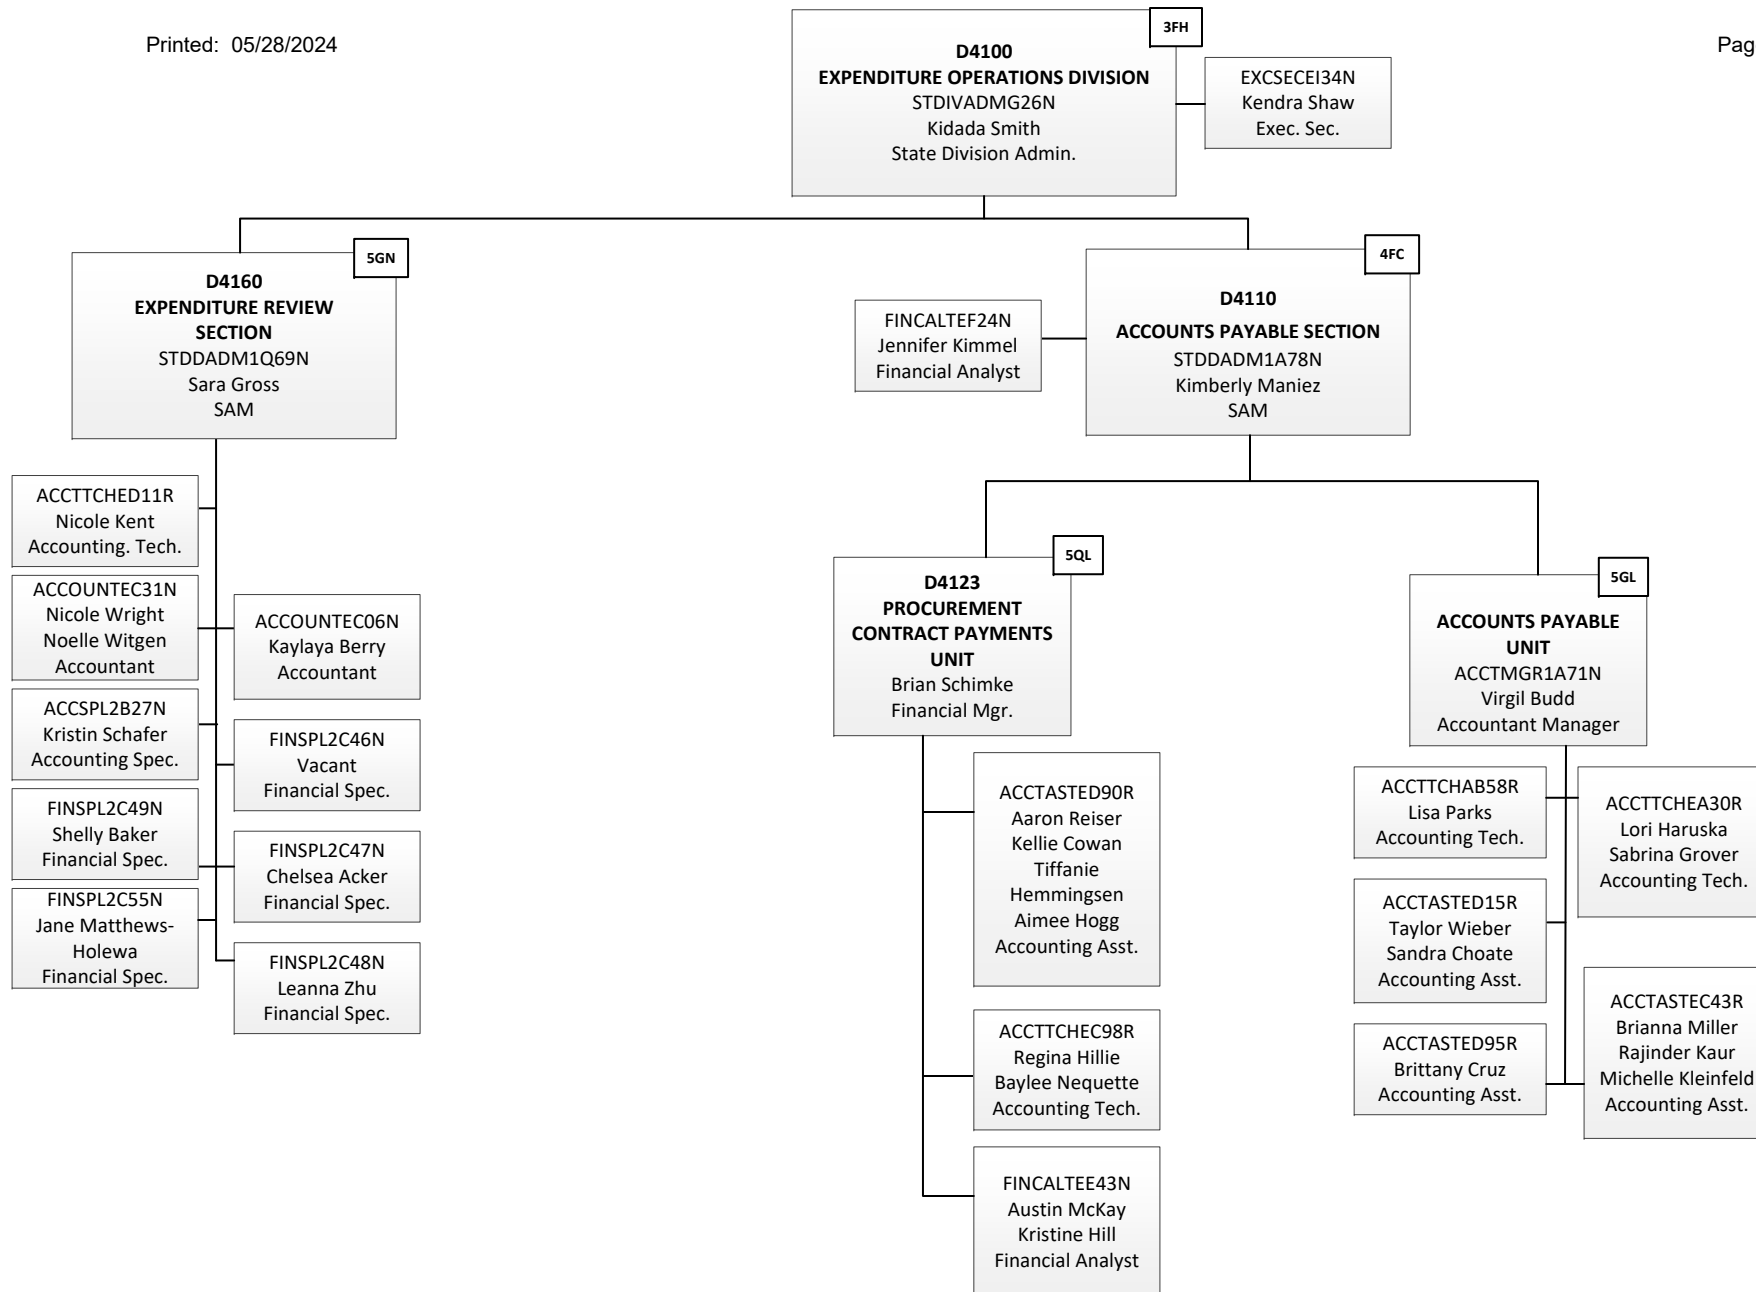 Printed: 05/28/2024
Pag
3FH
D4100
EXPENDITURE OPERATIONS DIVISION
STDIVADMG26N
Kidada Smith
State Division Admin.
EXCSECEI34N
Kendra Shaw
Exec. Sec.
5GN
D4160
EXPENDITURE REVIEW
SECTION
STDDADM1Q69N
Sara Gross
SAM
4FC
D4110
ACCOUNTS PAYABLE SECTION
STDDADM1A78N
Kimberly Maniez
SAM
FINCALTEF24N
Jennifer Kimmel
Financial Analyst
ACCTTCHED11R
Nicole Kent
Accounting. Tech.
ACCOUNTEC31N
Nicole Wright
Noelle Witgen
Accountant
ACCOUNTEC06N
Kaylaya Berry
Accountant
ACCSPL2B27N
Kristin Schafer
Accounting Spec.
FINSPL2C46N
Vacant
Financial Spec.
FINSPL2C49N
Shelly Baker
Financial Spec.
FINSPL2C47N
Chelsea Acker
Financial Spec.
FINSPL2C55N
Jane Matthews-
Holewa
Financial Spec.
FINSPL2C48N
Leanna Zhu
Financial Spec.
5QL
D4123
PROCUREMENT
CONTRACT PAYMENTS
UNIT
Brian Schimke
Financial Mgr.
ACCTASTED90R
Aaron Reiser
Kellie Cowan
Tiffanie
Hemmingsen
Aimee Hogg
Accounting Asst.
ACCTTCHEC98R
Regina Hillie
Baylee Nequette
Accounting Tech.
FINCALTEE43N
Austin McKay
Kristine Hill
Financial Analyst
5GL
ACCOUNTS PAYABLE
UNIT
ACCTMGR1A71N
Virgil Budd
Accountant Manager
ACCTTCHAB58R
Lisa Parks
Accounting Tech.
ACCTTCHEA30R
Lori Haruska
Sabrina Grover
Accounting Tech.
ACCTASTED15R
Taylor Wieber
Sandra Choate
Accounting Asst.
ACCTASTEC43R
Brianna Miller
Rajinder Kaur
Michelle Kleinfeld
Accounting Asst.
ACCTASTED95R
Brittany Cruz
Accounting Asst.